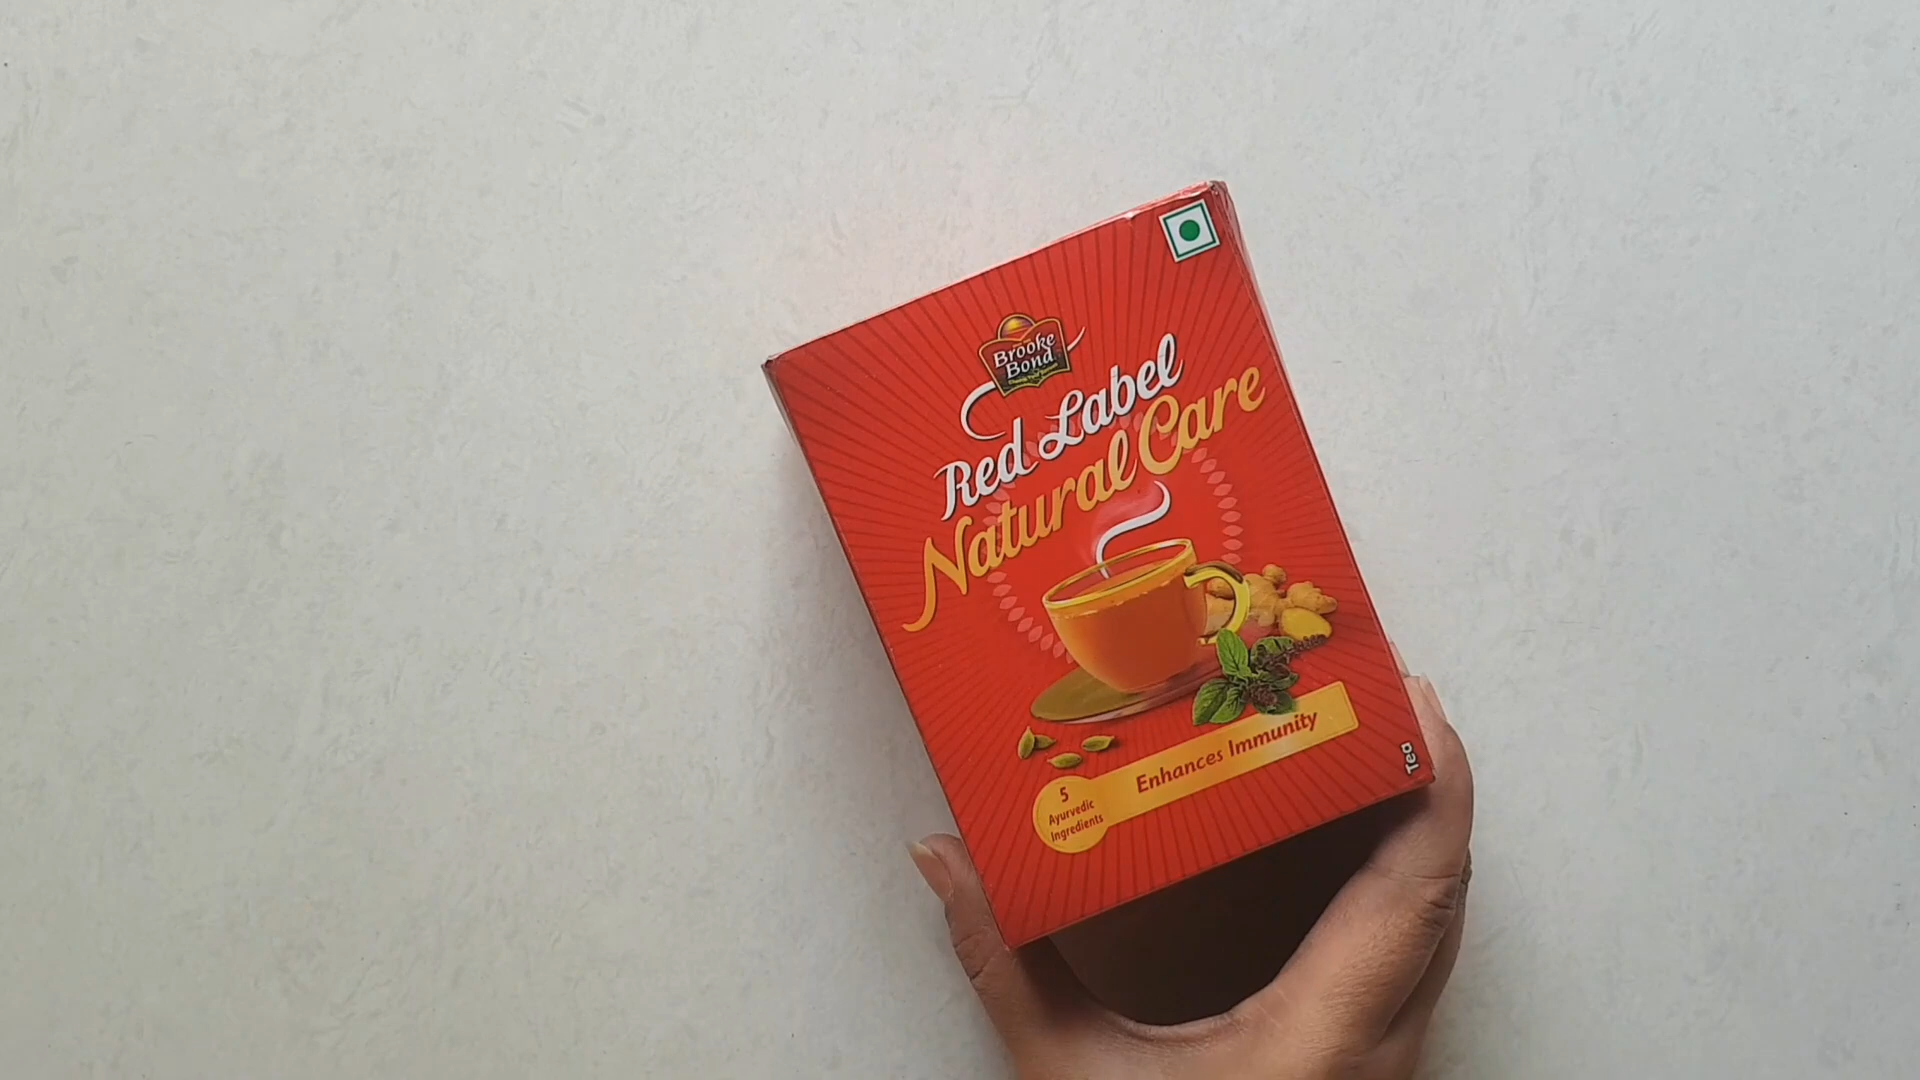 Brooke
Bond
Red Label
Natural Care
Enhances Immunity
5
Ayurvedic
Ingredients
Tea